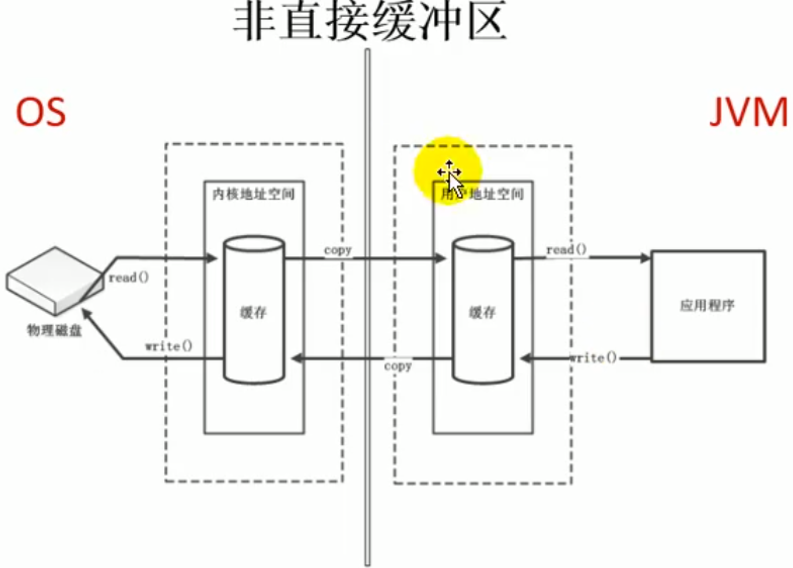 非直接缓冲区
OS
JVM
内核地址空间
用户地址空间
copy
read()
read()
缓存
缓存
应用程序
物理磁盘
write()
copy
write()